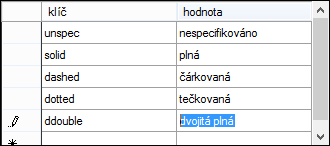 klíč hodnota
unspec nespecifikováno
solid plná
dashed čárkovaná
dotted tečkovaná
ddouble dvojitá plná